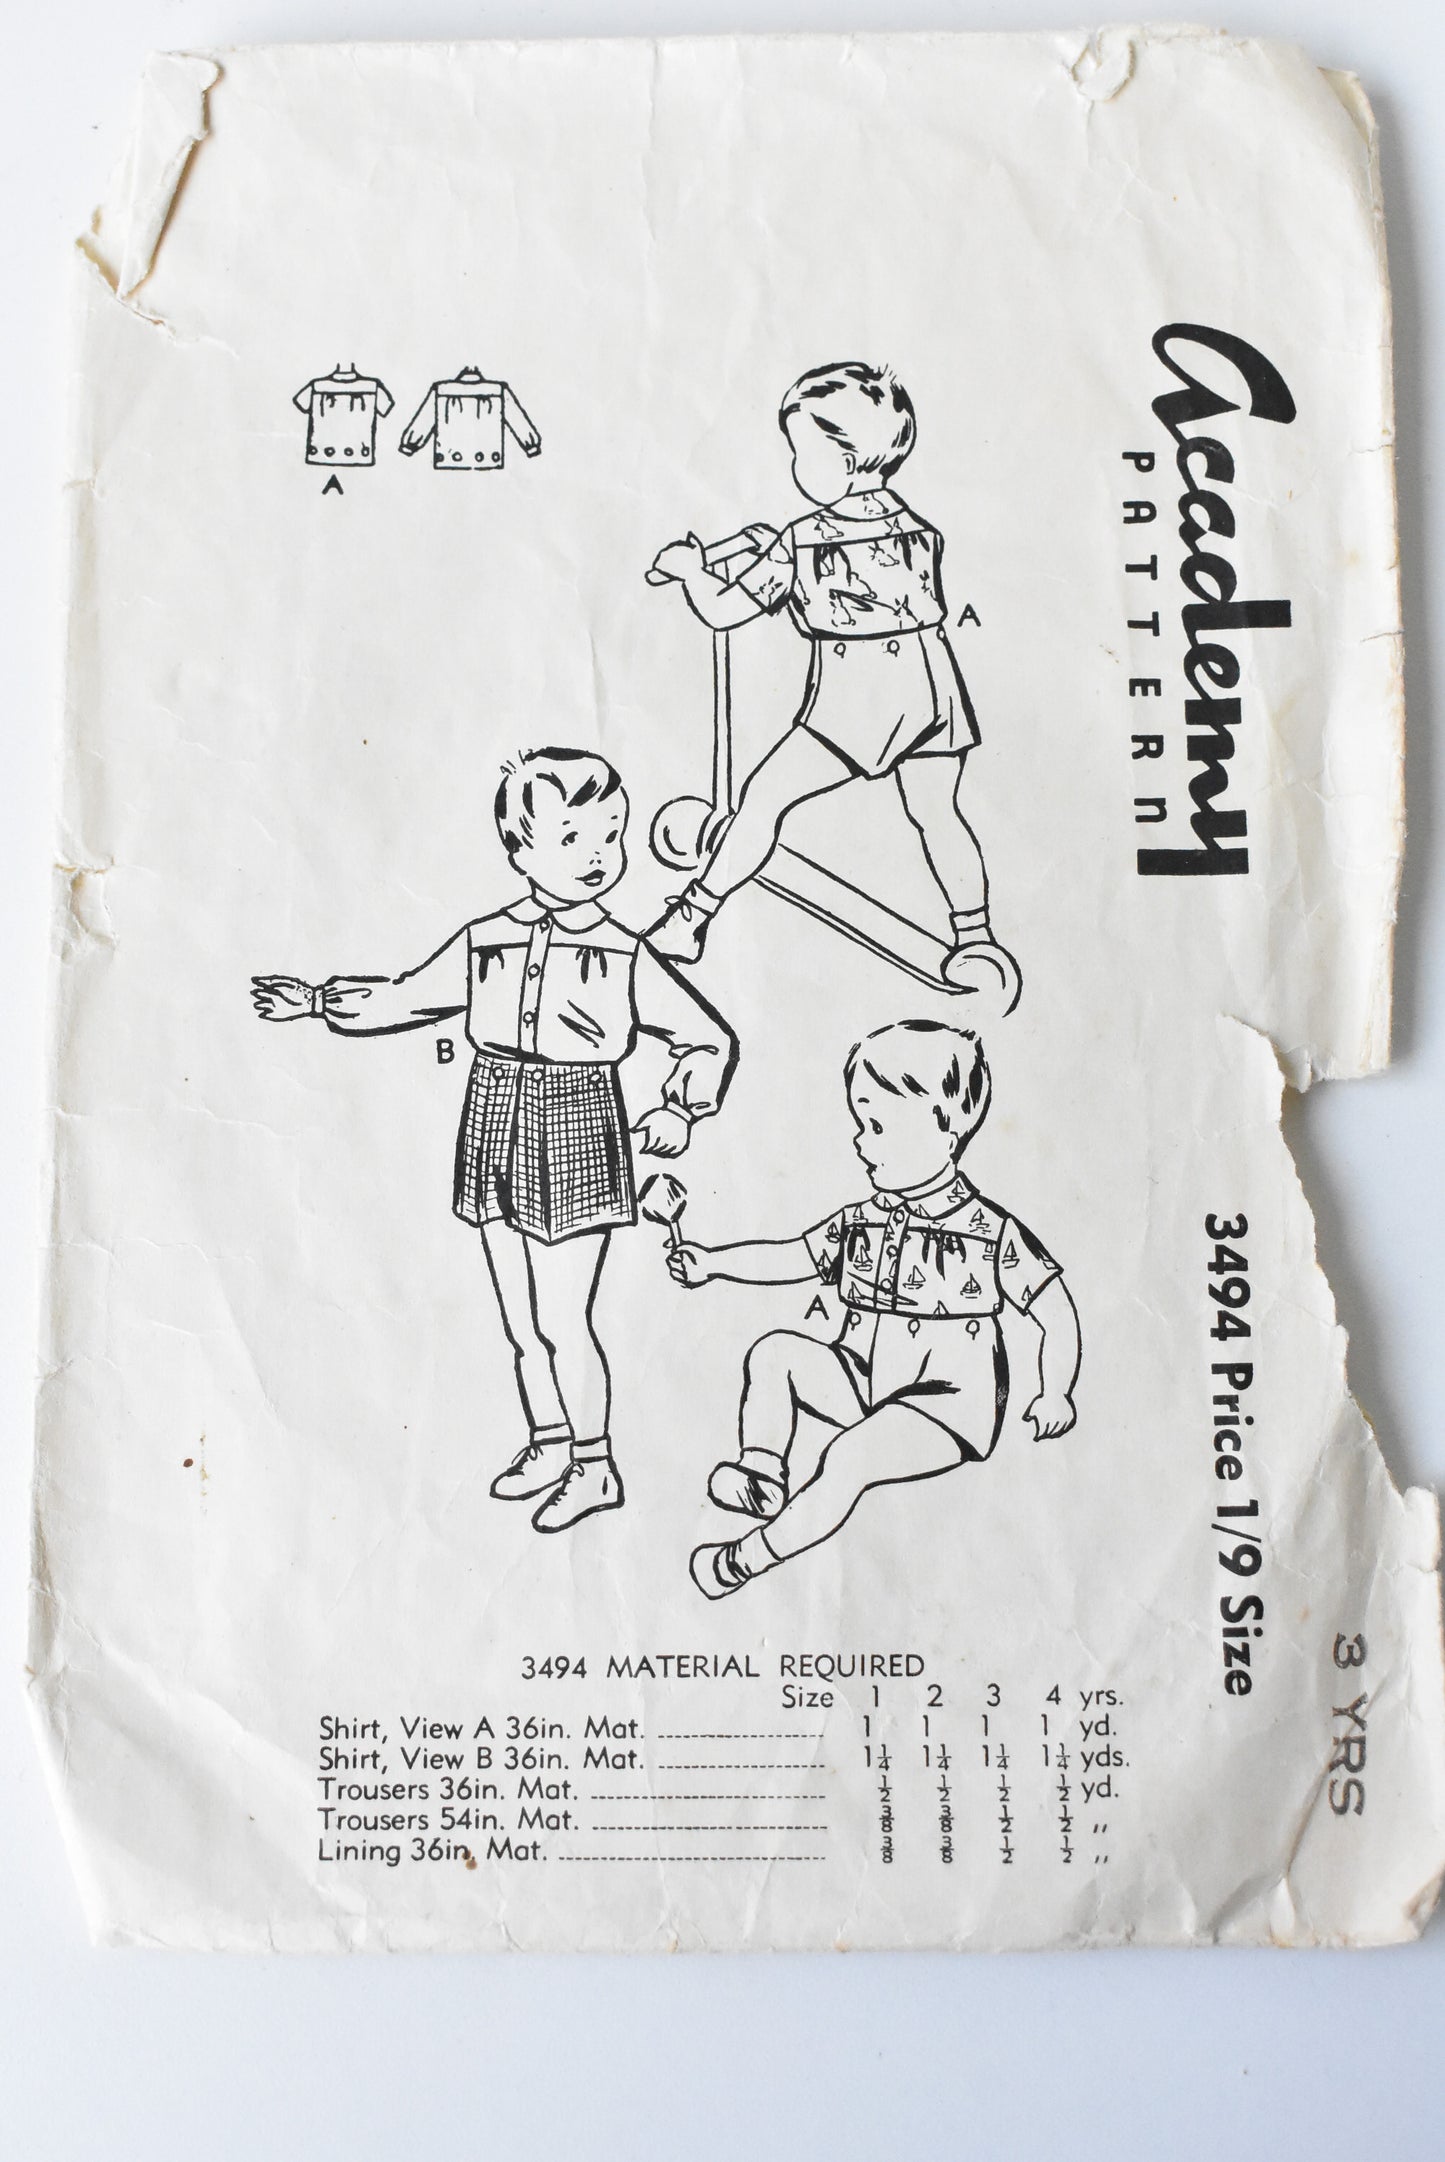 Academy
PATTERn
A
A
B
A
3494 Price 1/9 Size
3 YRS
3494 MATERIAL REQUIRED
Size 1 2 3 4 yrs.
Shirt, View A 36in. Mat. 1 1 1 1 yd.
Shirt, View B 36in. Mat. 1¼ 1¼ 1¼ 1¼ yds.
Trousers 36in. Mat. ½ ½ ½ ½ yd.
Trousers 54in. Mat. ⅜ ⅜ ½ ½ ,,
Lining 36in. Mat. ⅜ ⅜ ½ ½ ,,